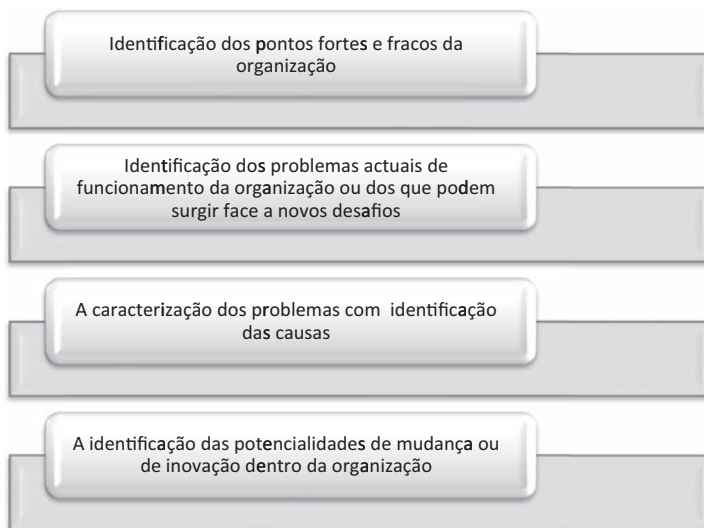 Identificação dos pontos fortes e fracos da
organização
Identificação dos problemas actuais de
funcionamento da organização ou dos que podem
surgir face a novos desafios
A caracterização dos problemas com identificação
das causas
A identificação das potencialidades de mudança ou
de inovação dentro da organização